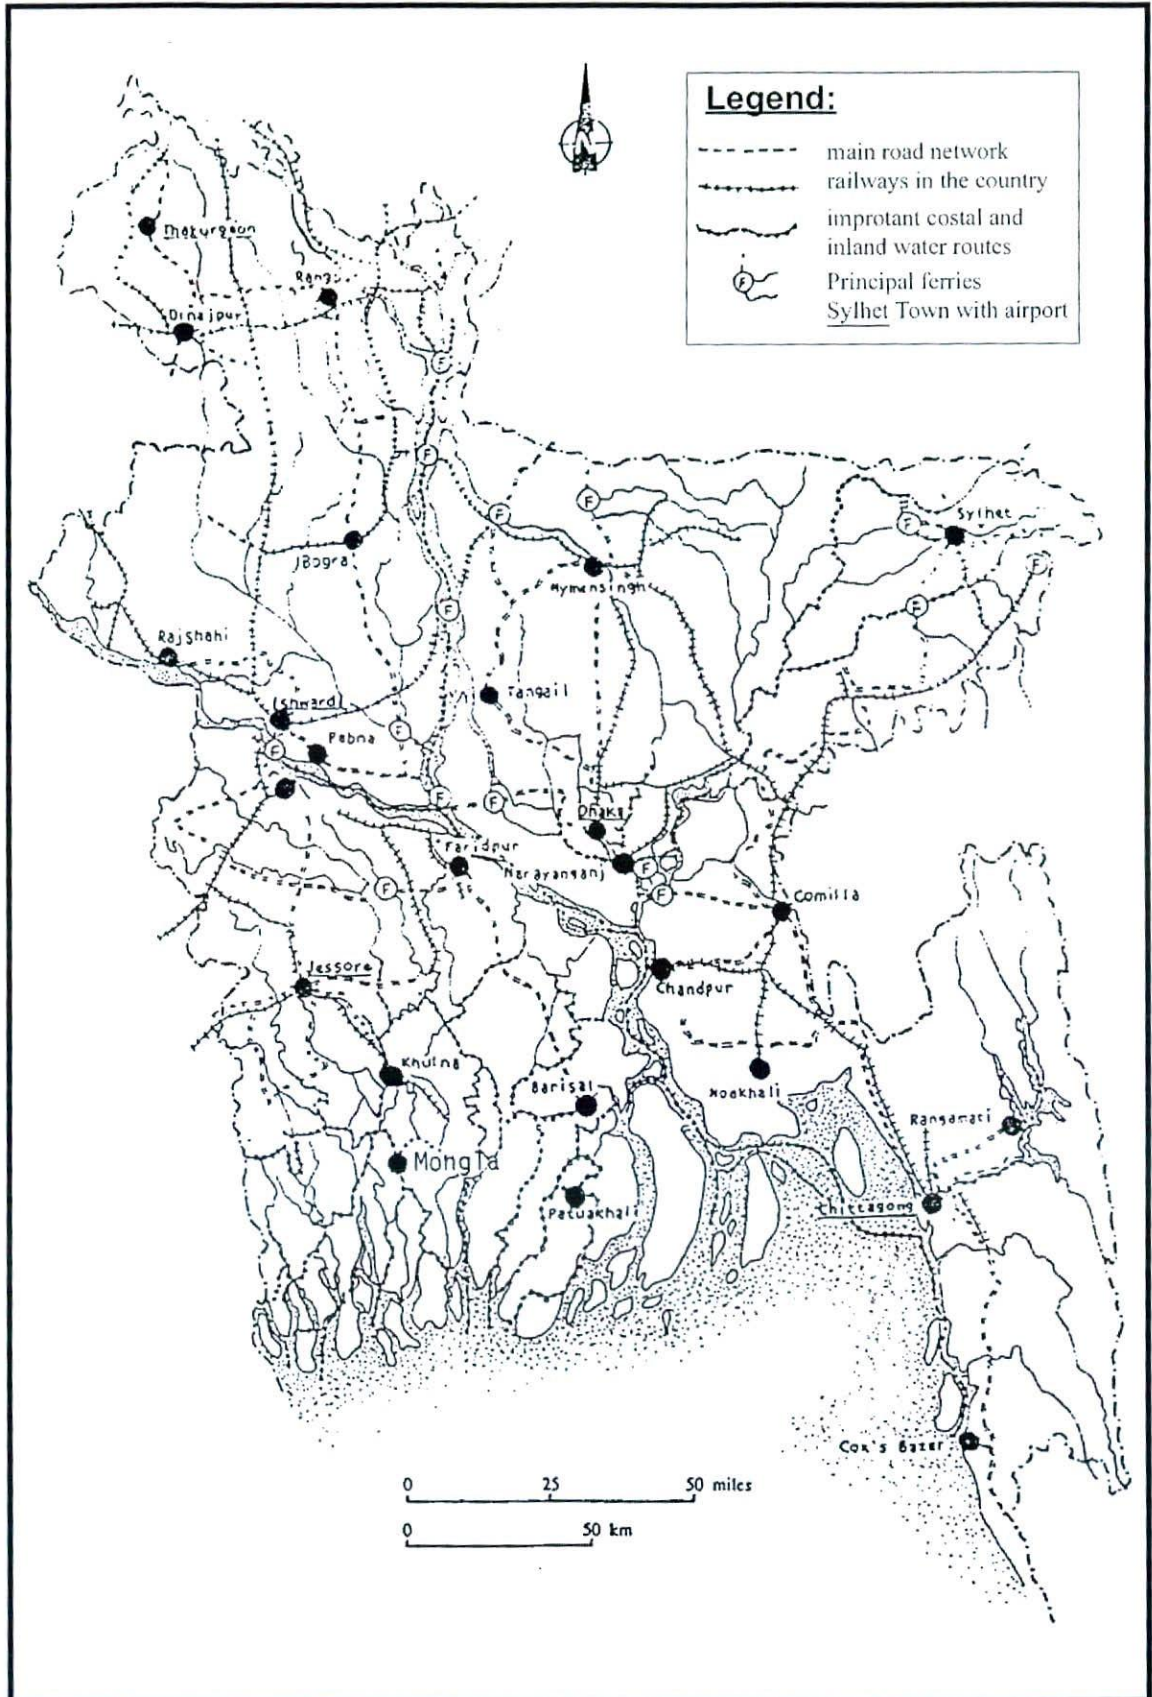 Legend:
main road network
railways in the country
improtant costal and
inland water routes
F
Principal ferries
Sylhet Town with airport
N
Thakurgaon
Rang
Dinajpur
F
F
F
F
F
Sylhet
Bogra
Mymensingh
F
F
F
Rajshahi
Ishwardi
Tangail
F
Pabna
F
F
F
Dhaka
Faridpur
Narayanganj
F
F
F
Comilla
Jessore
Chandpur
Khulna
Barisal
Noakhali
Rangamati
Mongla
Patuakhali
Chittagong
Cox's Bazar
0 25 50 miles
0 50 km